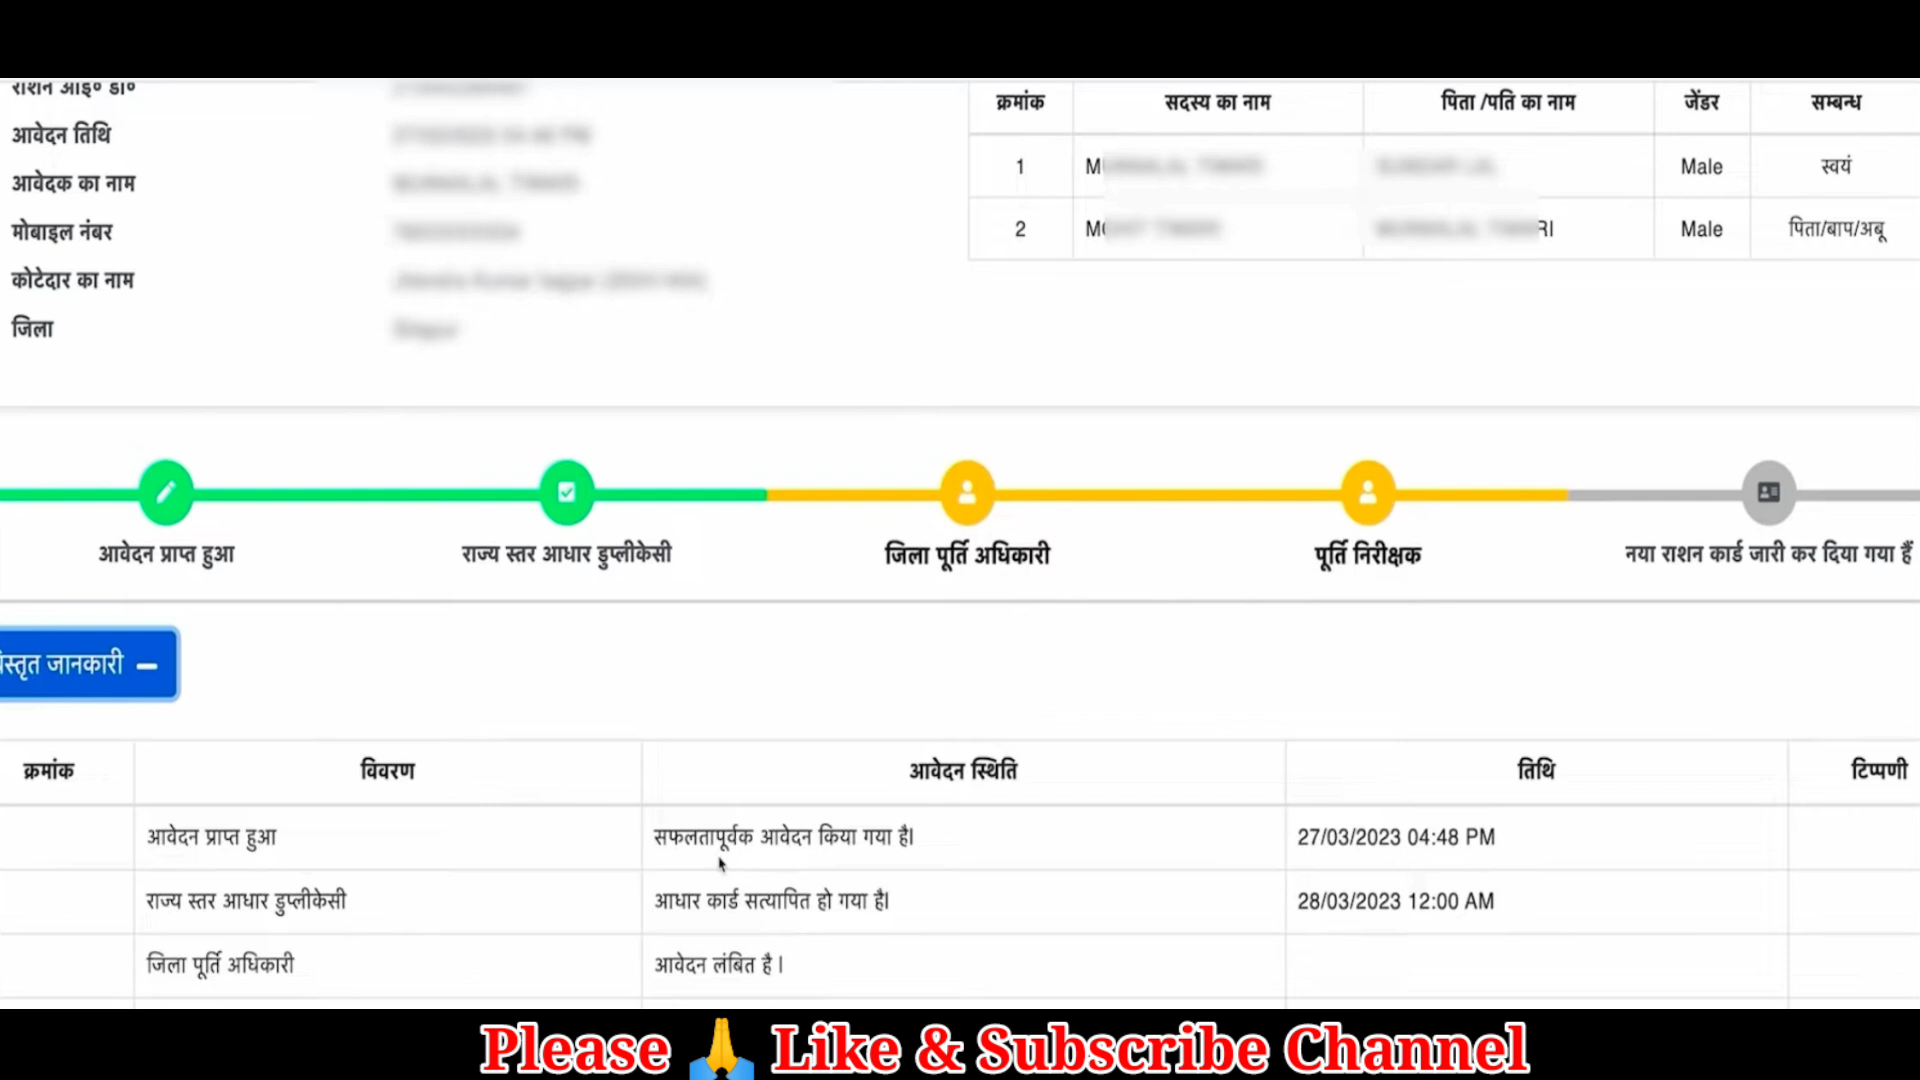 राशन आई० डी०
आवेदन तिथि
आवेदक का नाम
मोबाइल नंबर
कोटेदार का नाम
जिला
क्रमांक सदस्य का नाम पिता /पति का नाम जेंडर सम्बन्ध
1 Male स्वयं
2 Male पिता/बाप/अबू
आवेदन प्राप्त हुआ राज्य स्तर आधार डुप्लीकेसी जिला पूर्ति अधिकारी पूर्ति निरीक्षक नया राशन कार्ड जारी कर दिया गया हैं
जानकारी
क्रमांक विवरण आवेदन स्थिति तिथि टिप्पणी
आवेदन प्राप्त हुआ सफलतापूर्वक आवेदन किया गया है। 27/03/2023 04:48 PM
राज्य स्तर आधार डुप्लीकेसी आधार कार्ड सत्यापित हो गया है। 28/03/2023 12:00 AM
जिला पूर्ति अधिकारी आवेदन लंबित है |
Please 🙏 Like & Subscribe Channel